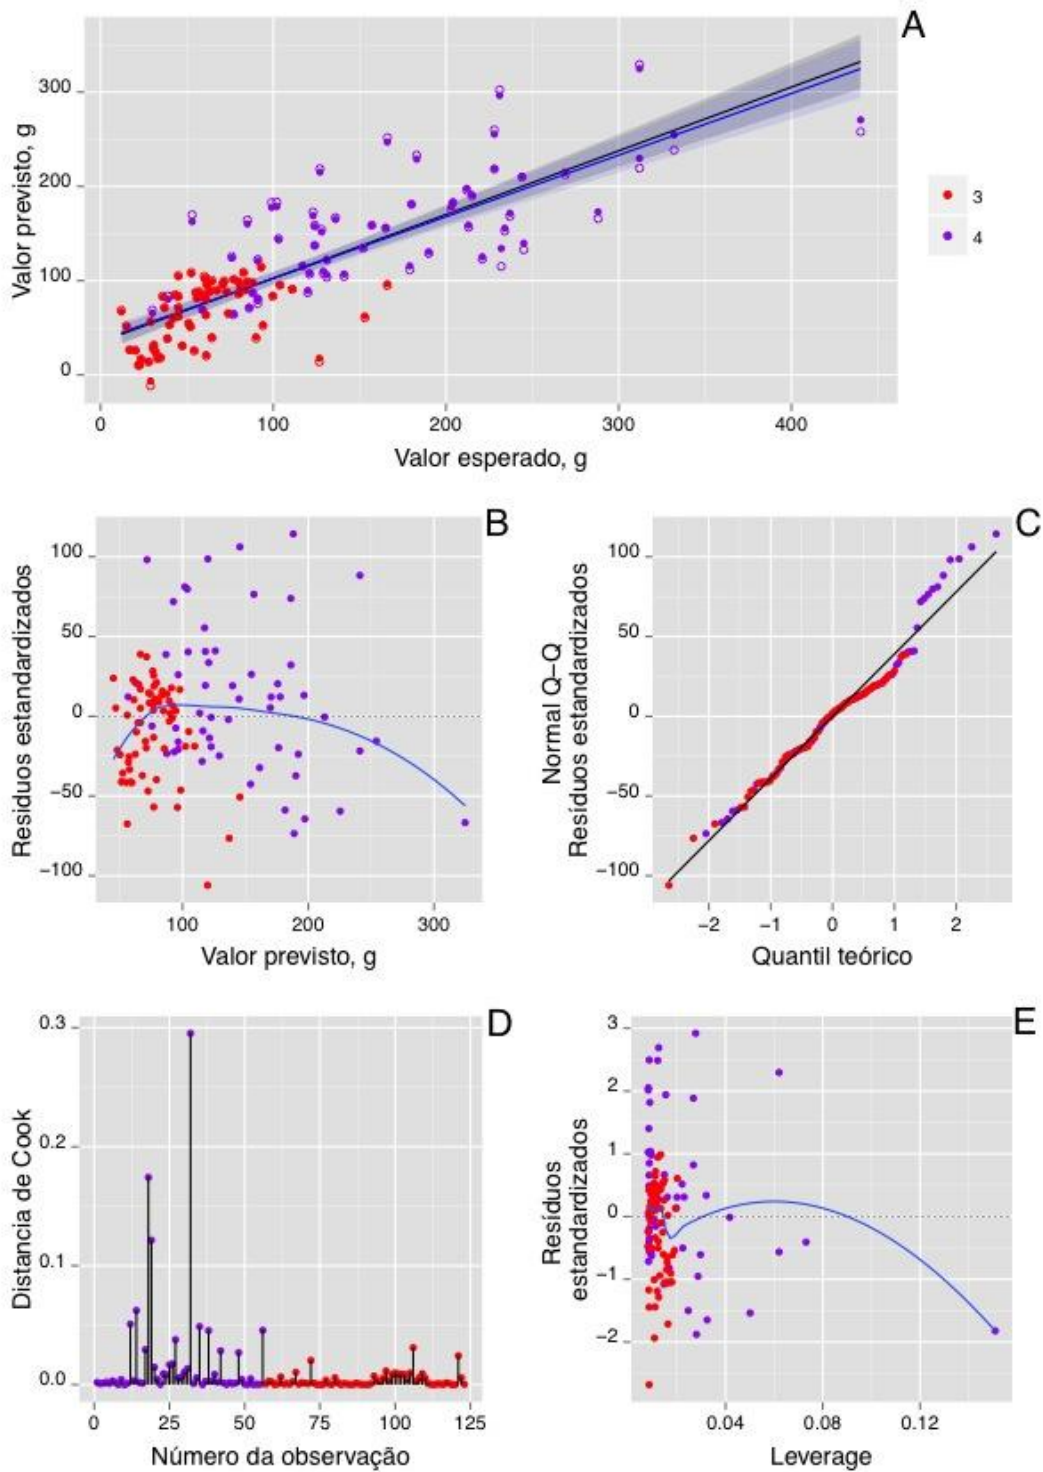 A
300
200
100
0
Valor previsto, g
0
100
200
300
400
Valor esperado, g
3
4
B
100
50
0
−50
−100
Resíduos estandardizados
100
200
300
Valor previsto, g
C
100
50
0
−50
−100
Normal Q−Q
Resíduos estandardizados
−2
−1
0
1
2
Quantil teórico
D
0.3
0.2
0.1
0.0
Distancia de Cook
0
25
50
75
100
125
Número da observação
E
3
2
1
0
−1
−2
Resíduos
estandardizados
0.04
0.08
0.12
Leverage